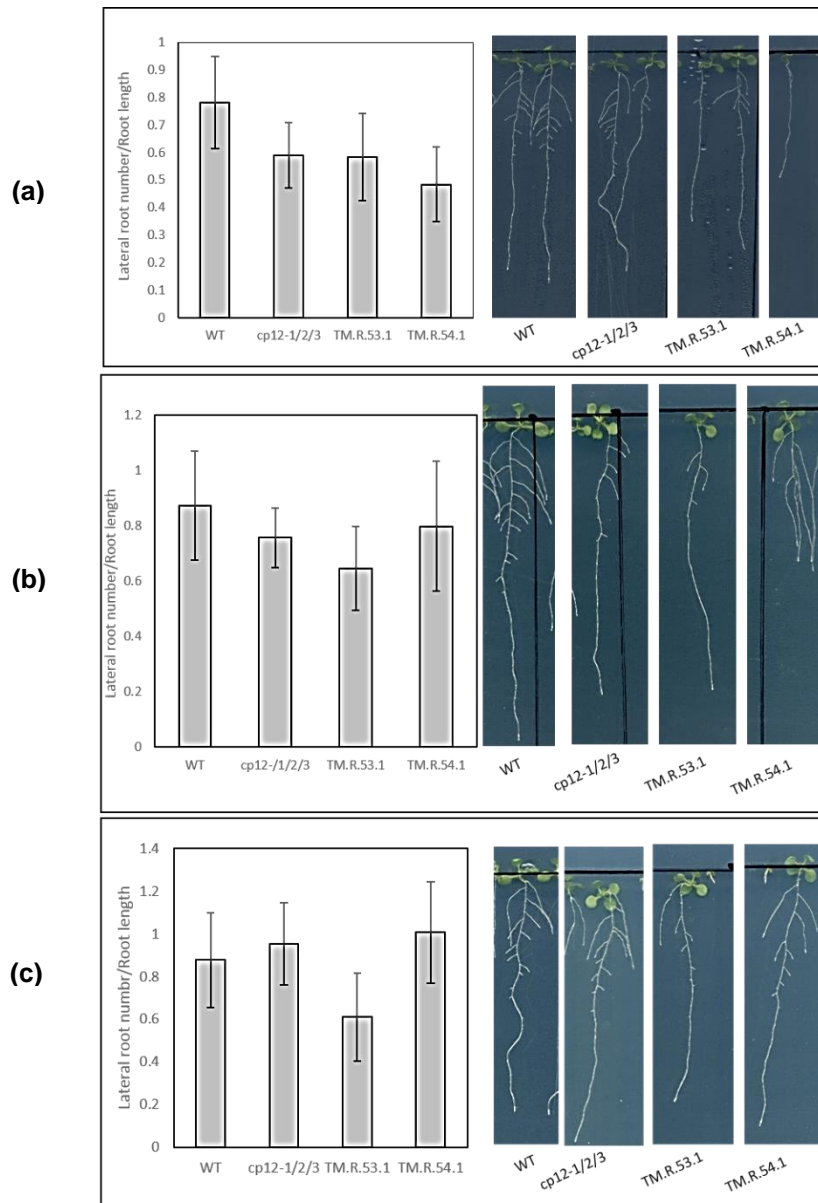 (a)
Lateral root number/Root length
1
0.9
0.8
0.7
0.6
0.5
0.4
0.3
0.2
0.1
0
WT cp12-1/2/3 TM.R.53.1 TM.R.54.1
WT cp12-1/2/3 TM.R.53.1 TM.R.54.1
(b)
Lateral root number/Root length
1.2
1
0.8
0.6
0.4
0.2
0
WT cp12-/1/2/3 TM.R.53.1 TM.R.54.1
WT cp12-1/2/3 TM.R.53.1 TM.R.54.1
(c)
Lateral root numbr/Root length
1.4
1.2
1
0.8
0.6
0.4
0.2
0
WT cp12-1/2/3 TM.R.53.1 TM.R.54.1
WT cp12-1/2/3 TM.R.53.1 TM.R.54.1